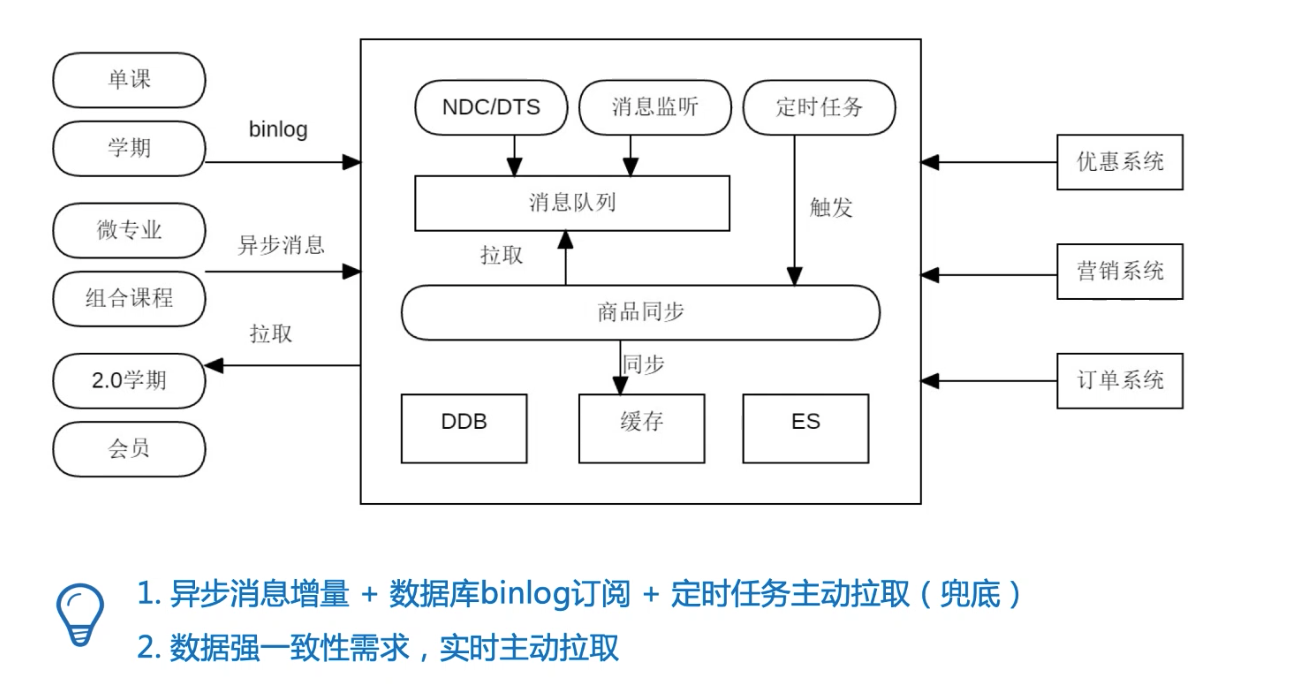 单课
学期
微专业
组合课程
2.0学期
会员
binlog
异步消息
拉取
NDC/DTS
消息监听
定时任务
消息队列
触发
拉取
商品同步
同步
DDB
缓存
ES
优惠系统
营销系统
订单系统
1. 异步消息增量 + 数据库binlog订阅 + 定时任务主动拉取（兜底）
2. 数据强一致性需求，实时主动拉取